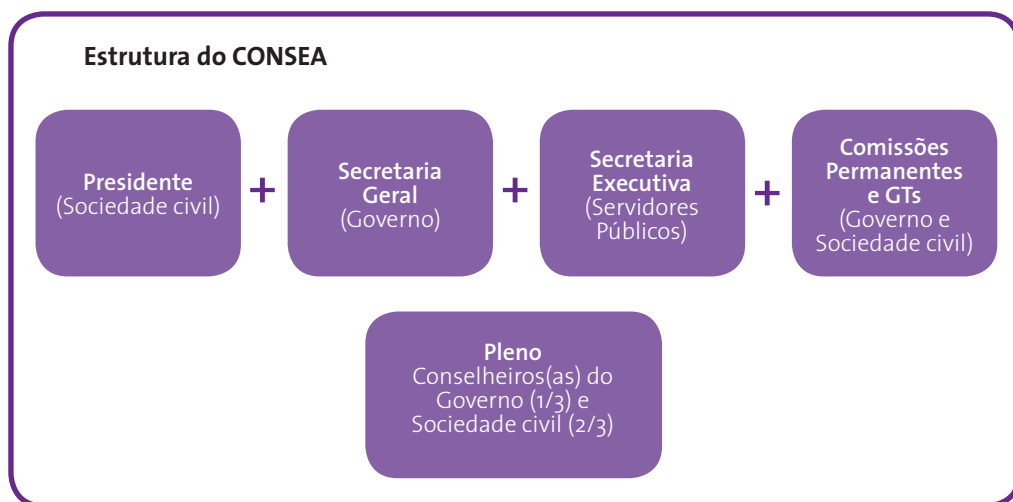 Estrutura do CONSEA
Presidente
(Sociedade civil)
+
Secretaria
Geral
(Governo)
+
Secretaria
Executiva
(Servidores
Públicos)
+
Comissões
Permanentes
e GTs
(Governo e
Sociedade civil)
Pleno
Conselheiros(as) do
Governo (1/3) e
Sociedade civil (2/3)